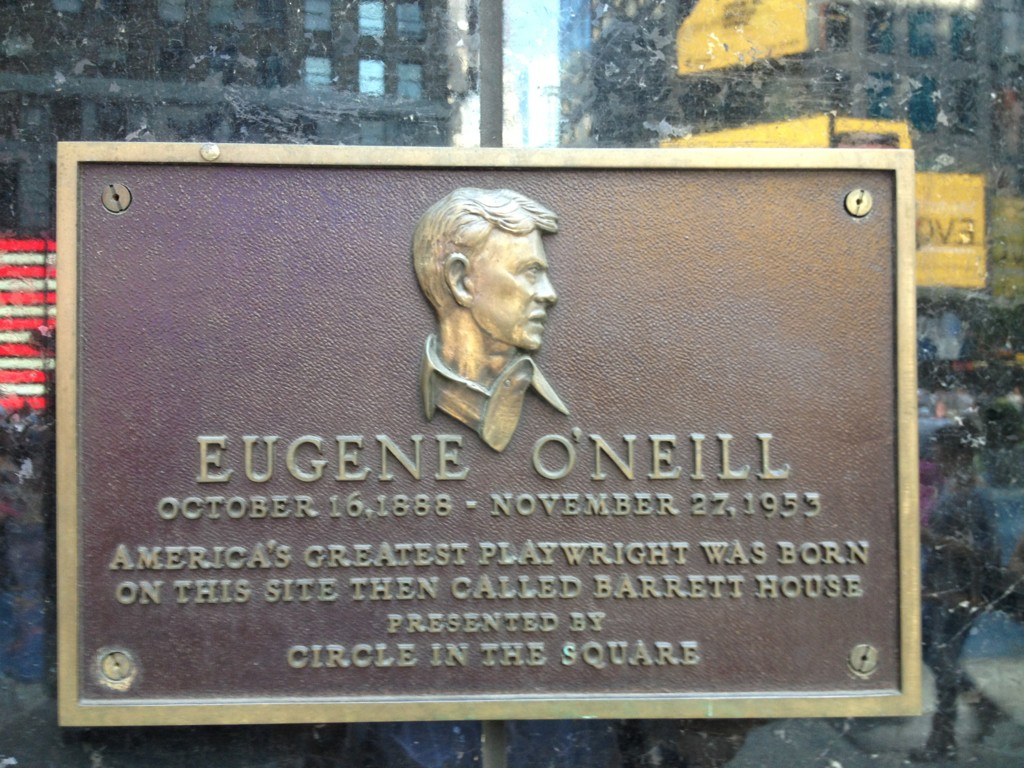 EUGENE O'NEILL
OCTOBER 16, 1888 - NOVEMBER 27, 1953
AMERICA'S GREATEST PLAYWRIGHT WAS BORN
ON THIS SITE THEN CALLED BARRETT HOUSE
PRESENTED BY
CIRCLE IN THE SQUARE